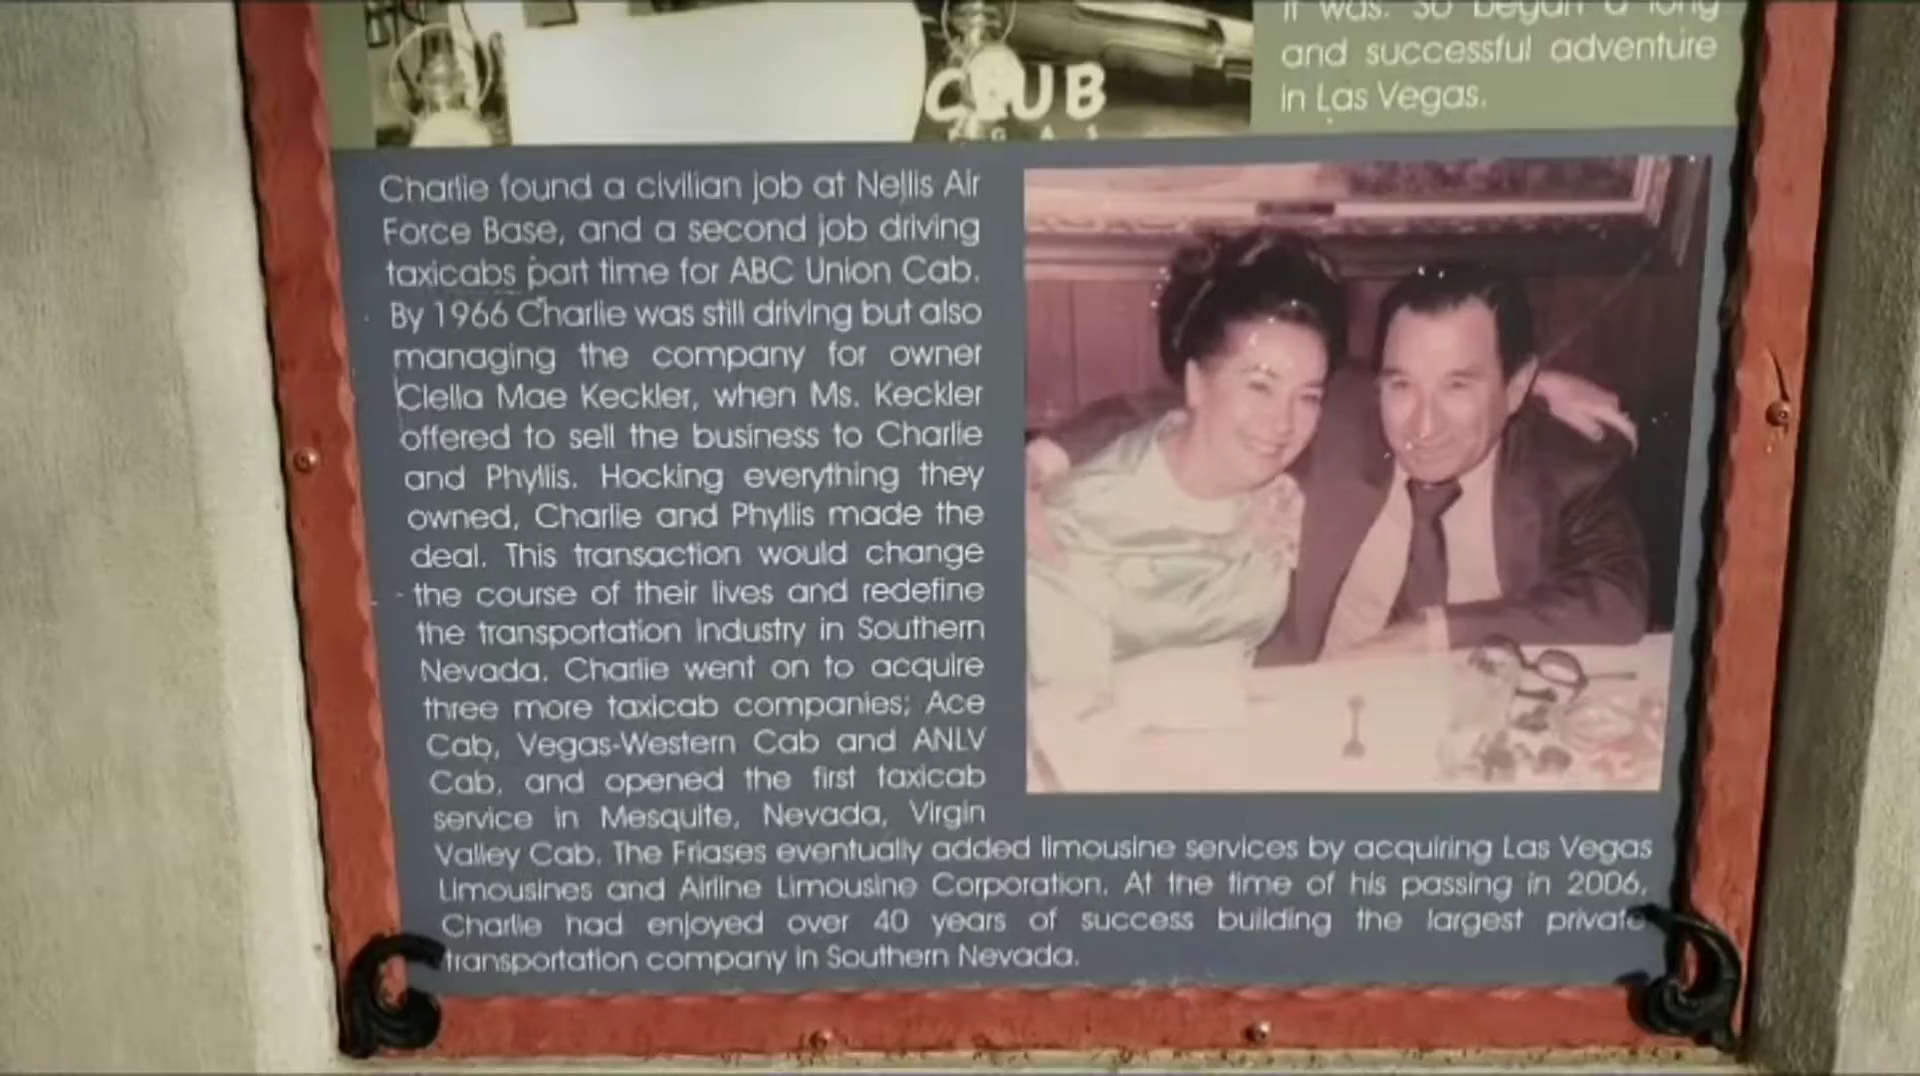 it was. So began a long
and successful adventure
in Las Vegas.
CLUB
Charlie found a civilian job at Nellis Air
Force Base, and a second job driving
taxicabs part time for ABC Union Cab.
By 1966 Charlie was still driving but also
managing the company for owner
Clella Mae Keckler, when Ms. Keckler
offered to sell the business to Charlie
and Phyllis. Hocking everything they
owned, Charlie and Phyllis made the
deal. This transaction would change
the course of their lives and redefine
the transportation industry in Southern
Nevada. Charlie went on to acquire
three more taxicab companies; Ace
Cab, Vegas-Western Cab and ANLV
Cab, and opened the first taxicab
service in Mesquite, Nevada, Virgin
Valley Cab. The Friases eventually added limousine services by acquiring Las Vegas
Limousines and Airline Limousine Corporation. At the time of his passing in 2006,
Charlie had enjoyed over 40 years of success building the largest private
transportation company in Southern Nevada.